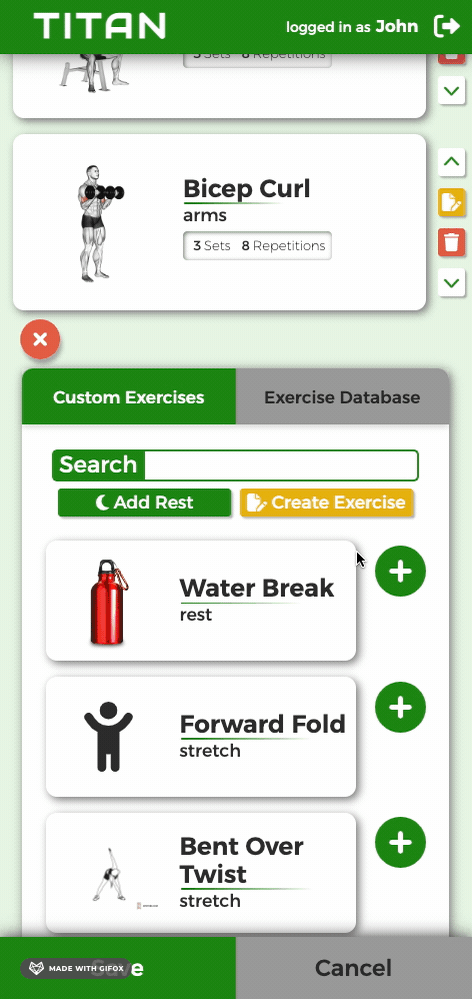 TITAN
logged in as John
3 Sets 8 Repetitions
Bicep Curl
arms
3 Sets 8 Repetitions
Custom Exercises
Exercise Database
Search
Add Rest
Create Exercise
Water Break
rest
Forward Fold
stretch
Bent Over
Twist
stretch
MADE WITH GIFOX
Cancel